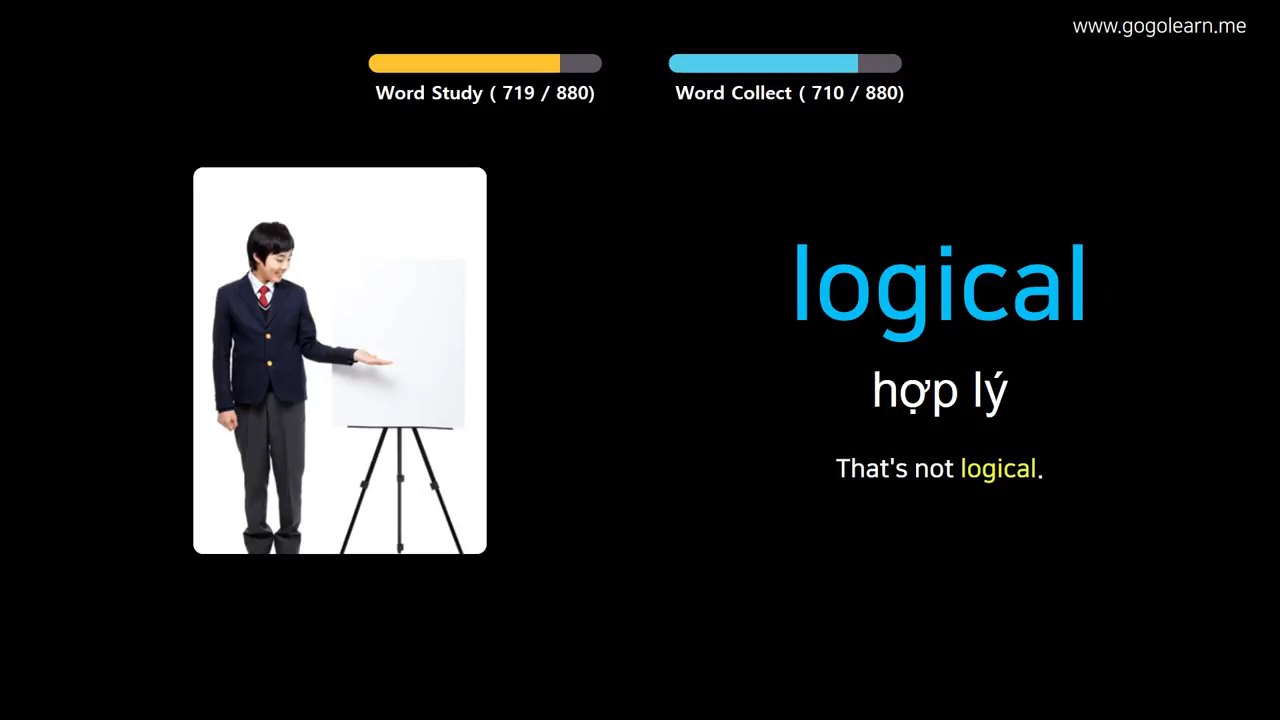 www.gogolearn.me
Word Study ( 719 / 880)
Word Collect ( 710 / 880)
logical
hợp lý
That's not logical.